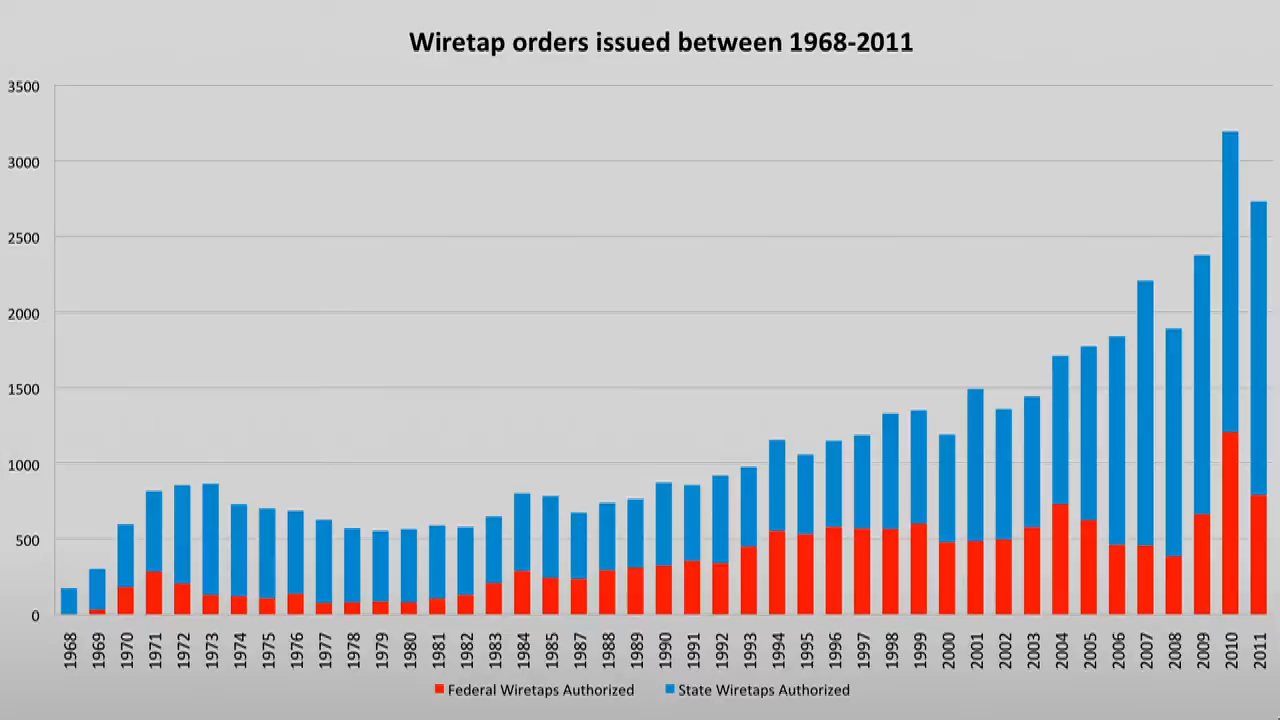 Wiretap orders issued between 1968-2011
3500
3000
2500
2000
1500
1000
500
0
1968 1969 1970 1971 1972 1973 1974 1975 1976 1977 1978 1979 1980 1981 1982 1983 1984 1985 1987 1988 1989 1990 1991 1992 1993 1994 1995 1996 1997 1998 1999 2000 2001 2002 2003 2004 2005 2006 2007 2008 2009 2010 2011
Federal Wiretaps Authorized State Wiretaps Authorized